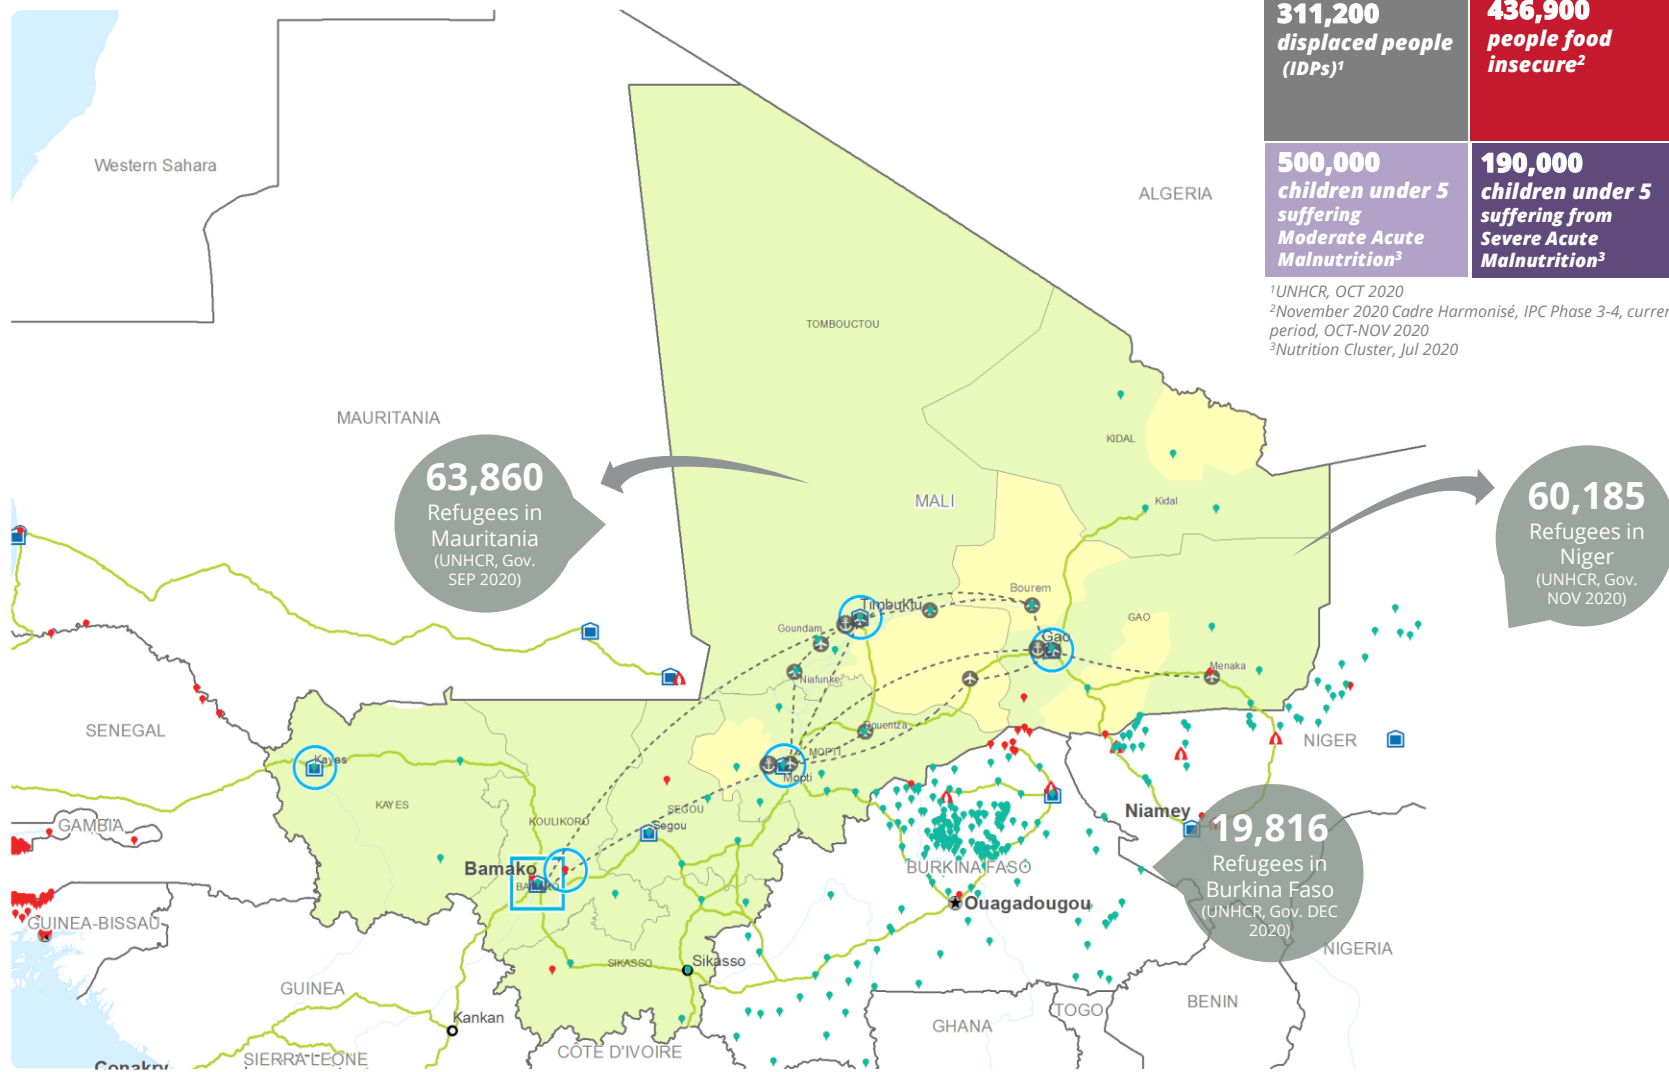 311,200
displaced people
(IDPs)¹
436,900
people food
insecure²
500,000
children under 5
suffering
Moderate Acute
Malnutrition³
190,000
children under 5
suffering from
Severe Acute
Malnutrition³
¹UNHCR, OCT 2020
²November 2020 Cadre Harmonisé, IPC Phase 3-4, curren
period, OCT-NOV 2020
³Nutrition Cluster, Jul 2020
Western Sahara
ALGERIA
TOMBOUCTOU
MAURITANIA
KIDAL
63,860
Refugees in
Mauritania
(UNHCR, Gov.
SEP 2020)
MALI
Kidal
60,185
Refugees in
Niger
(UNHCR, Gov.
NOV 2020)
Bourem
Timbuktu
GAO
Goundam
Gao
Menaka
Niafunke
SENEGAL
Douentza
NIGER
MOPTI
Kayes
Mopti
KAYES
SEGOU
KOULIKORO
Segou
Niamey
GAMBIA
19,816
Refugees in
Burkina Faso
(UNHCR, Gov. DEC
2020)
Bamako
BAMAKO
BURKINA FASO
Ouagadougou
GUINEA-BISSAU
NIGERIA
SIKASSO
Sikasso
GUINEA
BENIN
Kankan
GHANA
TOGO
CÔTE D'IVOIRE
SIERRA LEONE
Conakry